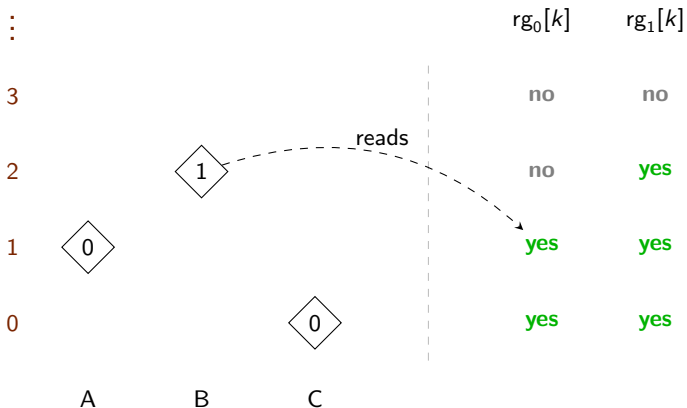 ⋮ rg₀[k] rg₁[k]
3 no no
reads
2 1 no yes
1 0 yes yes
0 0 yes yes
A B C